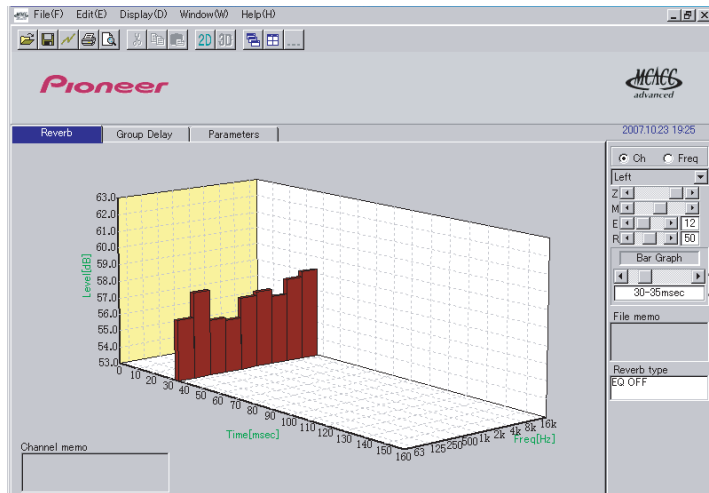 MCACC File(F) Edit(E) Display(D) Window(W) Help(H)
2D 3D
Pioneer
MCACC
advanced
Reverb Group Delay Parameters
2007.10.23 19:25
Ch Freq
Left
Z
M
E 12
R 50
Bar Graph
30-35msec
File memo
Reverb type
EQ OFF
Level[dB]
63.0
62.0
61.0
60.0
59.0
58.0
57.0
56.0
55.0
54.0
53.0
0 10 20 30 40 50 60 70 80 90 100 110 120 130 140 150 160
Time[msec]
63 125 250 500 1k 2k 4k 8k 16k
Freq[Hz]
Channel memo